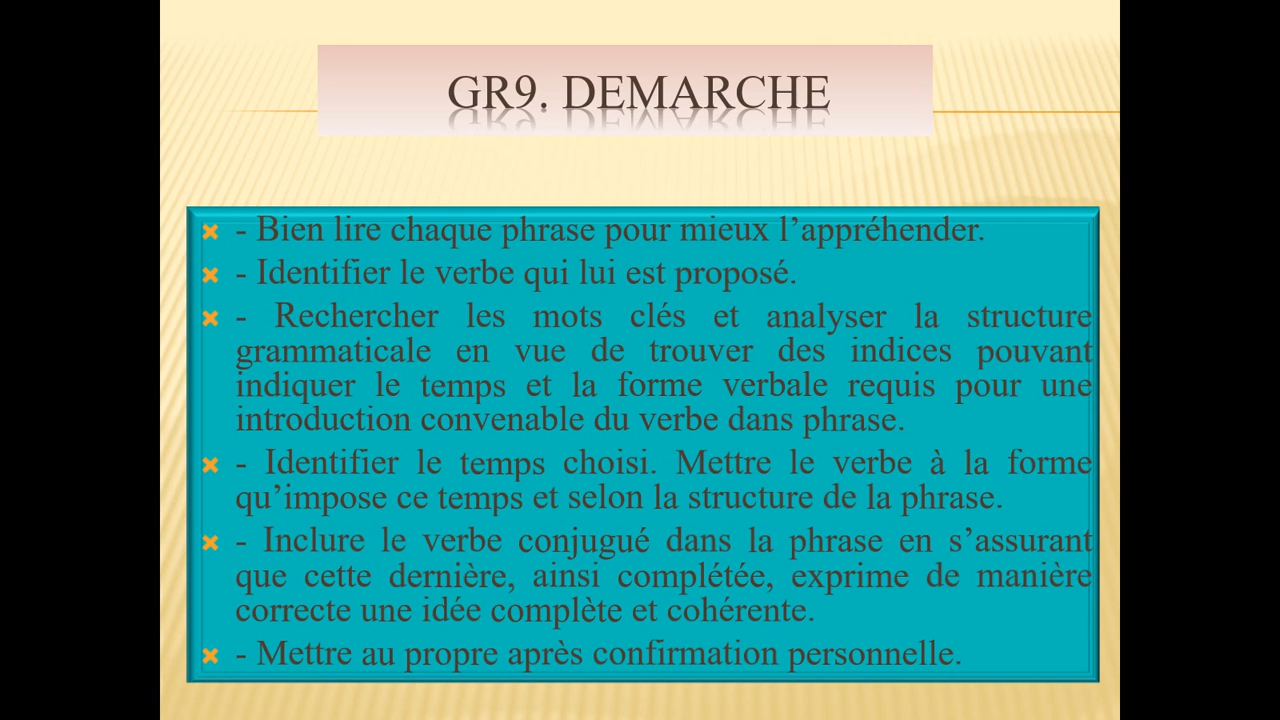 GR9. DEMARCHE
- Bien lire chaque phrase pour mieux l’appréhender.
- Identifier le verbe qui lui est proposé.
- Rechercher les mots clés et analyser la structure
grammaticale en vue de trouver des indices pouvant
indiquer le temps et la forme verbale requis pour une
introduction convenable du verbe dans phrase.
- Identifier le temps choisi. Mettre le verbe à la forme
qu’impose ce temps et selon la structure de la phrase.
- Inclure le verbe conjugué dans la phrase en s’assurant
que cette dernière, ainsi complétée, exprime de manière
correcte une idée complète et cohérente.
- Mettre au propre après confirmation personnelle.